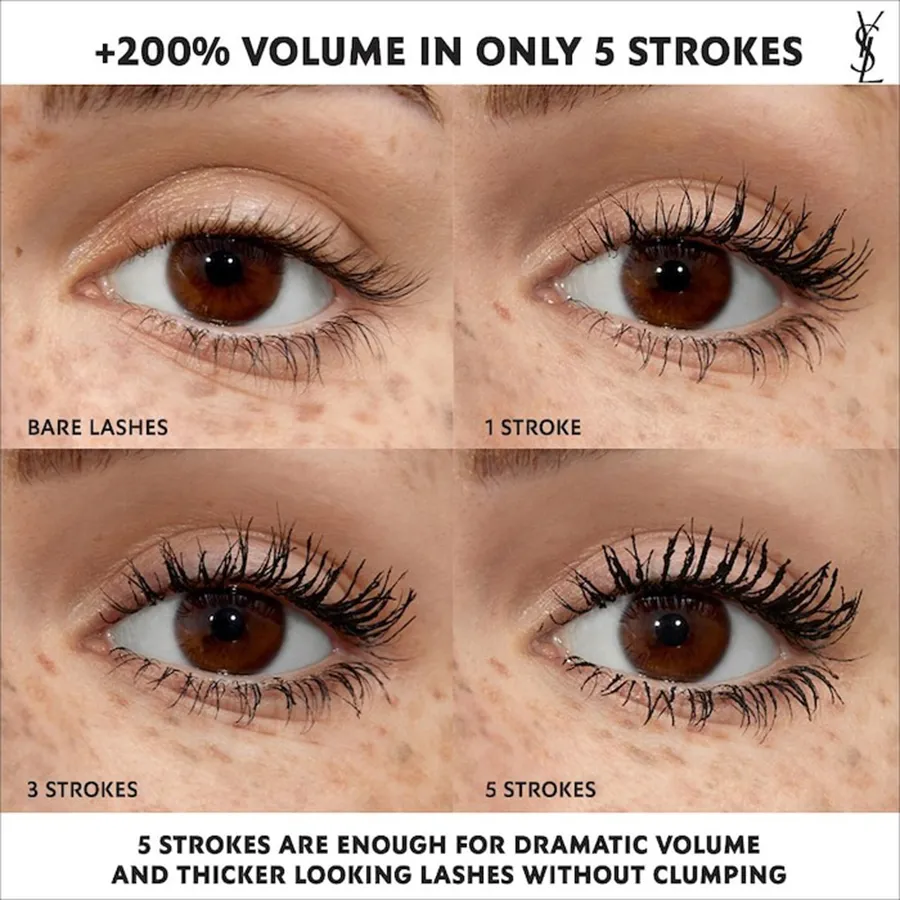 +200% VOLUME IN ONLY 5 STROKES
YSL
BARE LASHES
1 STROKE
3 STROKES
5 STROKES
5 STROKES ARE ENOUGH FOR DRAMATIC VOLUME
AND THICKER LOOKING LASHES WITHOUT CLUMPING